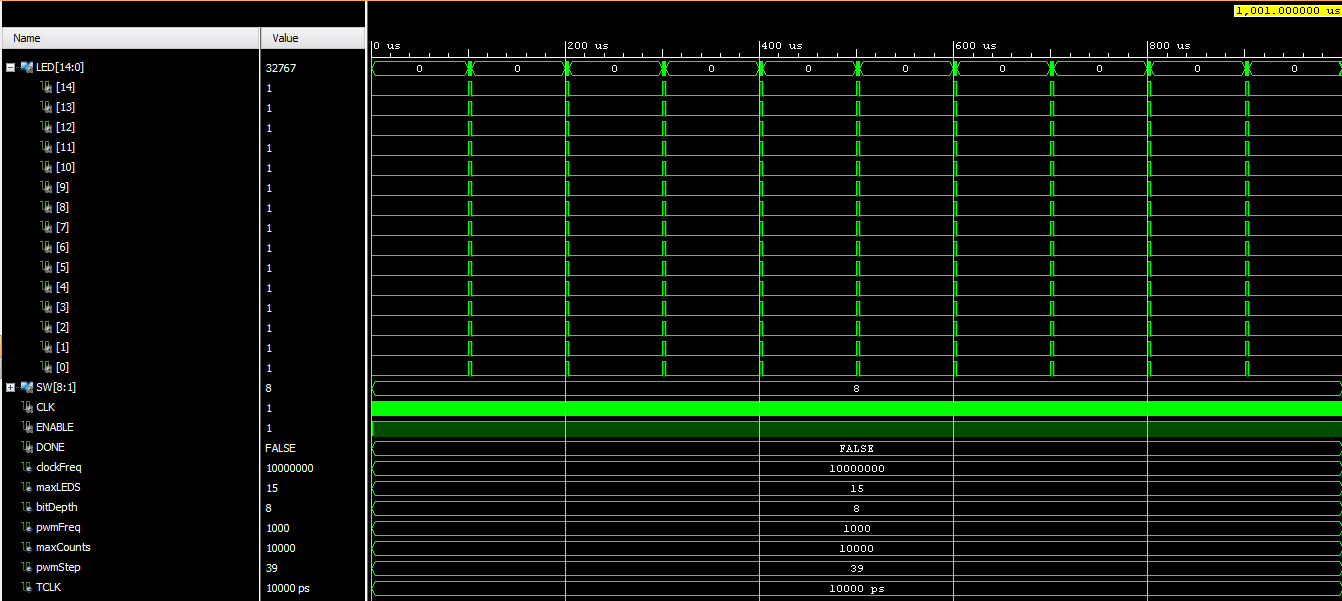 1,001.000000 us
Name Value
0 us 200 us 400 us 600 us 800 us
LED[14:0] 32767 0 0 0 0 0 0 0 0 0 0
[14] 1
[13] 1
[12] 1
[11] 1
[10] 1
[9] 1
[8] 1
[7] 1
[6] 1
[5] 1
[4] 1
[3] 1
[2] 1
[1] 1
[0] 1
SW[8:1] 8 8
CLK 1
ENABLE 1
DONE FALSE FALSE
clockFreq 10000000 10000000
maxLEDS 15 15
bitDepth 8 8
pwmFreq 1000 1000
maxCounts 10000 10000
pwmStep 39 39
TCLK 10000 ps 10000 ps